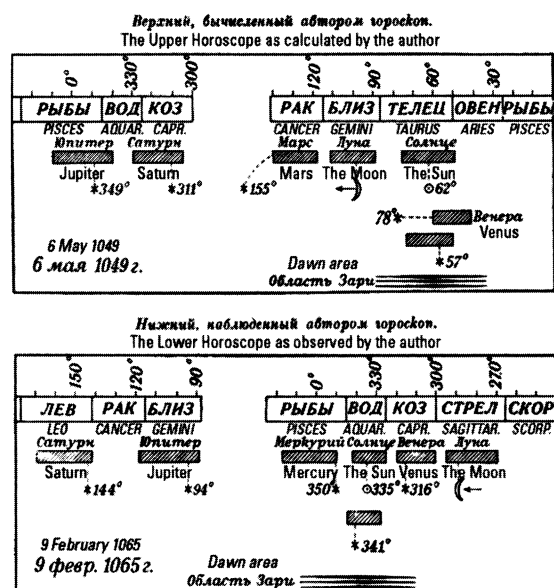 Верхний, вычисленный автором гороскоп.
The Upper Horoscope as calculated by the author
0° 330° 300° 120° 90° 60° 30°
РЫБЫ ВОД КОЗ РАК БЛИЗ ТЕЛЕЦ ОВЕН РЫБЫ
PISCES AQUAR. CAPR. CANCER GEMINI TAURUS ARIES PISCES
Юпитер Сатурн Марс Луна Солнце
Jupiter Saturn Mars The Moon The Sun
*349° *311° *155° ⊙62°
78°* Венера
Venus
*57°
6 May 1049
6 мая 1049 г.
Dawn area
Область Зари
Нижний, наблюденный автором гороскоп.
The Lower Horoscope as observed by the author
150° 120° 90° 0° 330° 300° 270°
ЛЕВ РАК БЛИЗ РЫБЫ ВОД КОЗ СТРЕЛ СКОР
LEO CANCER GEMINI PISCES AQUAR. CAPR. SAGITTAR. SCORP.
Сатурн Юпитер Меркурий Солнце Венера Луна
Saturn Jupiter Mercury The Sun Venus The Moon
*144° *94° 350°* ⊙335° *316°
*341°
9 February 1065
9 февр. 1065 г.
Dawn area
Область Зари